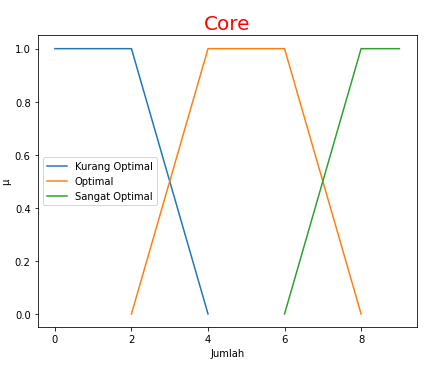 Core
1.0
0.8
0.6
0.4
0.2
0.0
μ
Kurang Optimal
Optimal
Sangat Optimal
0 2 4 6 8
Jumlah